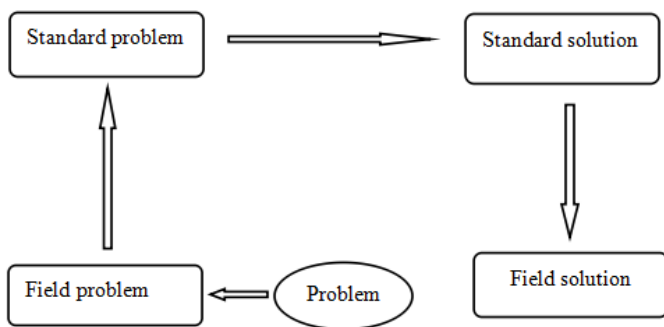 Standard problem
Standard solution
Field problem
Problem
Field solution